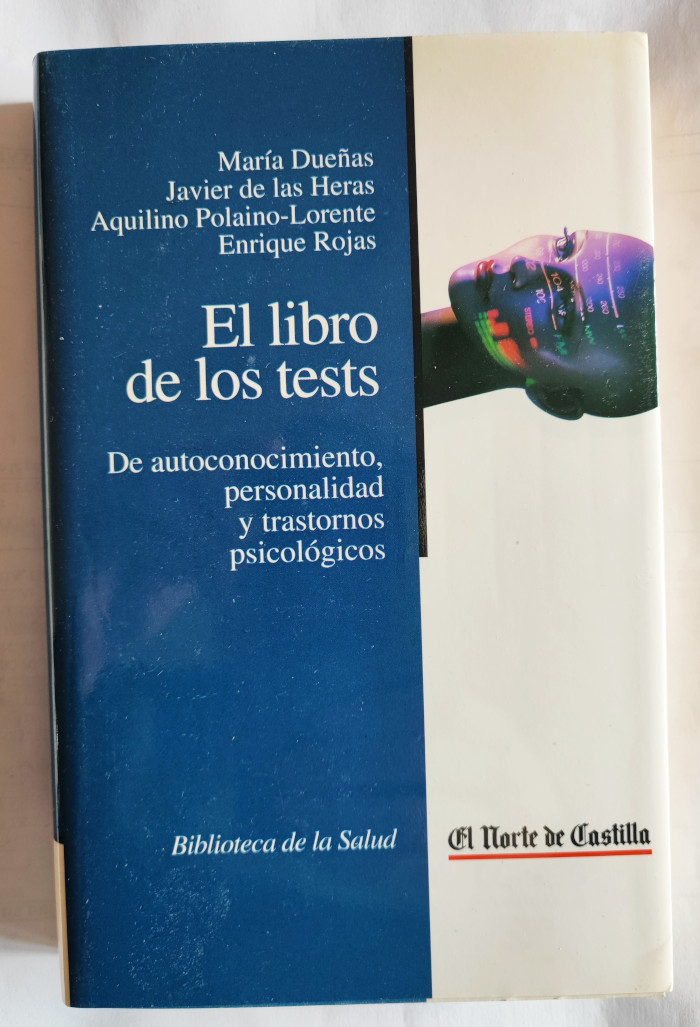 María Dueñas
Javier de las Heras
Aquilino Polaino-Lorente
Enrique Rojas
El libro
de los tests
De autoconocimiento,
personalidad
y trastornos
psicológicos
Biblioteca de la Salud
El Norte de Castilla